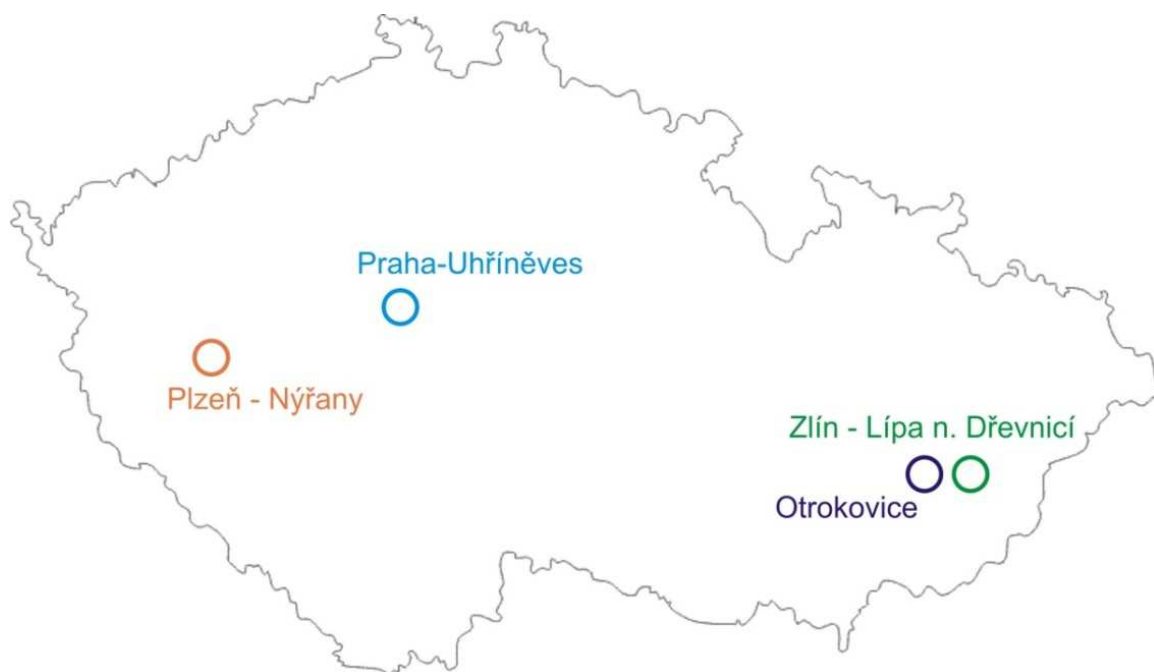 Praha-Uhříněves
Plzeň - Nýřany
Zlín - Lípa n. Dřevnicí
Otrokovice